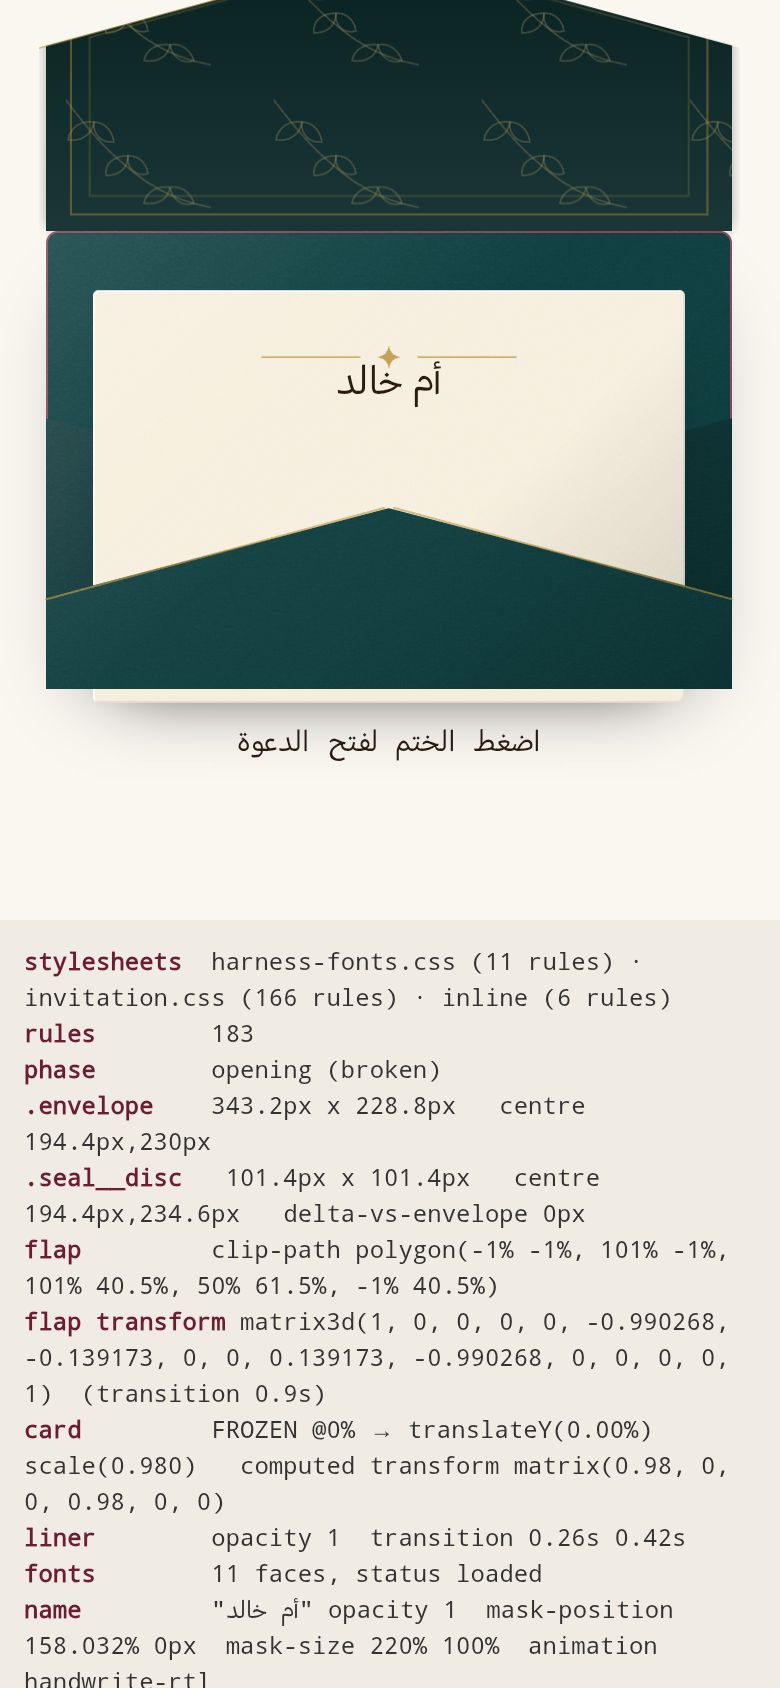 أم خالد
اضغط الختم لفتح الدعوة
stylesheets harness-fonts.css (11 rules) ·
invitation.css (166 rules) · inline (6 rules)
rules 183
phase opening (broken)
.envelope 343.2px x 228.8px centre
194.4px,230px
.seal__disc 101.4px x 101.4px centre
194.4px,234.6px delta-vs-envelope 0px
flap clip-path polygon(-1% -1%, 101% -1%,
101% 40.5%, 50% 61.5%, -1% 40.5%)
flap transform matrix3d(1, 0, 0, 0, 0, -0.990268,
-0.139173, 0, 0, 0.139173, -0.990268, 0, 0, 0, 0,
1) (transition 0.9s)
card FROZEN @0% → translateY(0.00%)
scale(0.980) computed transform matrix(0.98, 0,
0, 0.98, 0, 0)
liner opacity 1 transition 0.26s 0.42s
fonts 11 faces, status loaded
name "أم خالد" opacity 1 mask-position
158.032% 0px mask-size 220% 100% animation
handwrite-rtl